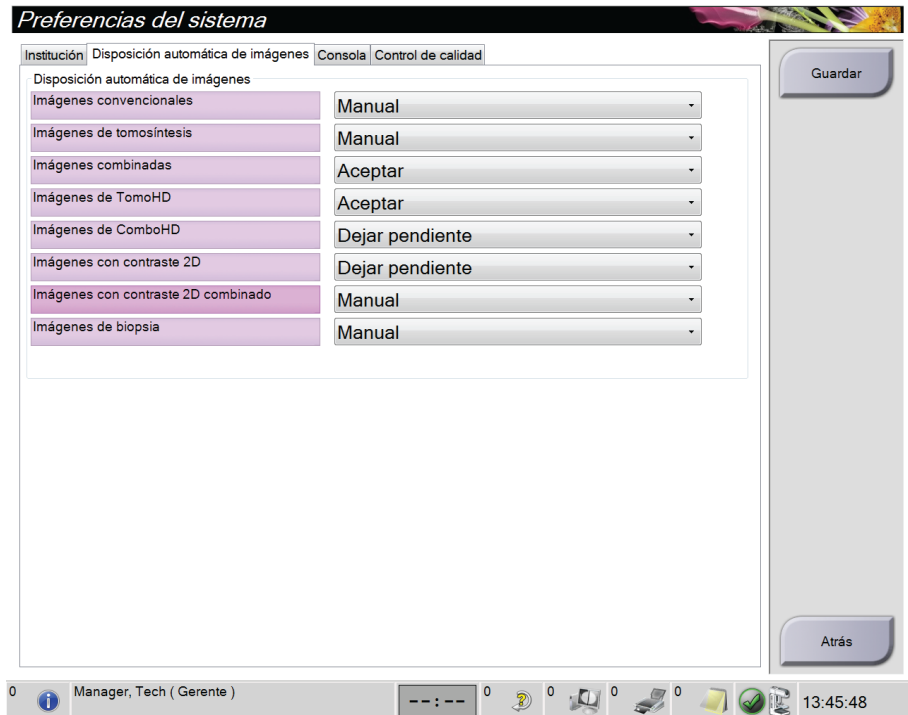 Preferencias del sistema
Institución Disposición automática de imágenes Consola Control de calidad
Disposición automática de imágenes
Imágenes convencionales Manual
Imágenes de tomosíntesis Manual
Imágenes combinadas Aceptar
Imágenes de TomoHD Aceptar
Imágenes de ComboHD Dejar pendiente
Imágenes con contraste 2D Dejar pendiente
Imágenes con contraste 2D combinado Manual
Imágenes de biopsia Manual
Guardar
Atrás
0 Manager, Tech ( Gerente ) --:-- 0 0 0 0 13:45:48